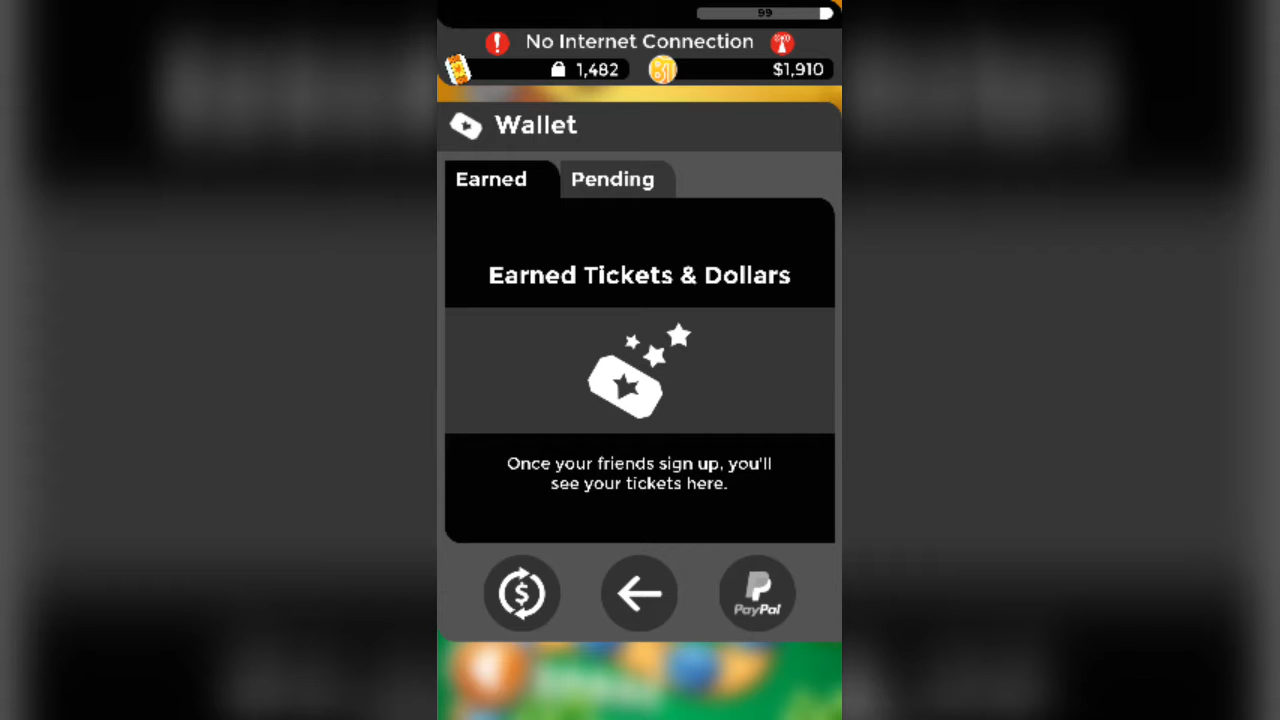 99
No Internet Connection
1,482
$1,910
Wallet
Earned
Pending
Earned Tickets & Dollars
Once your friends sign up, you'll
see your tickets here.
PayPal